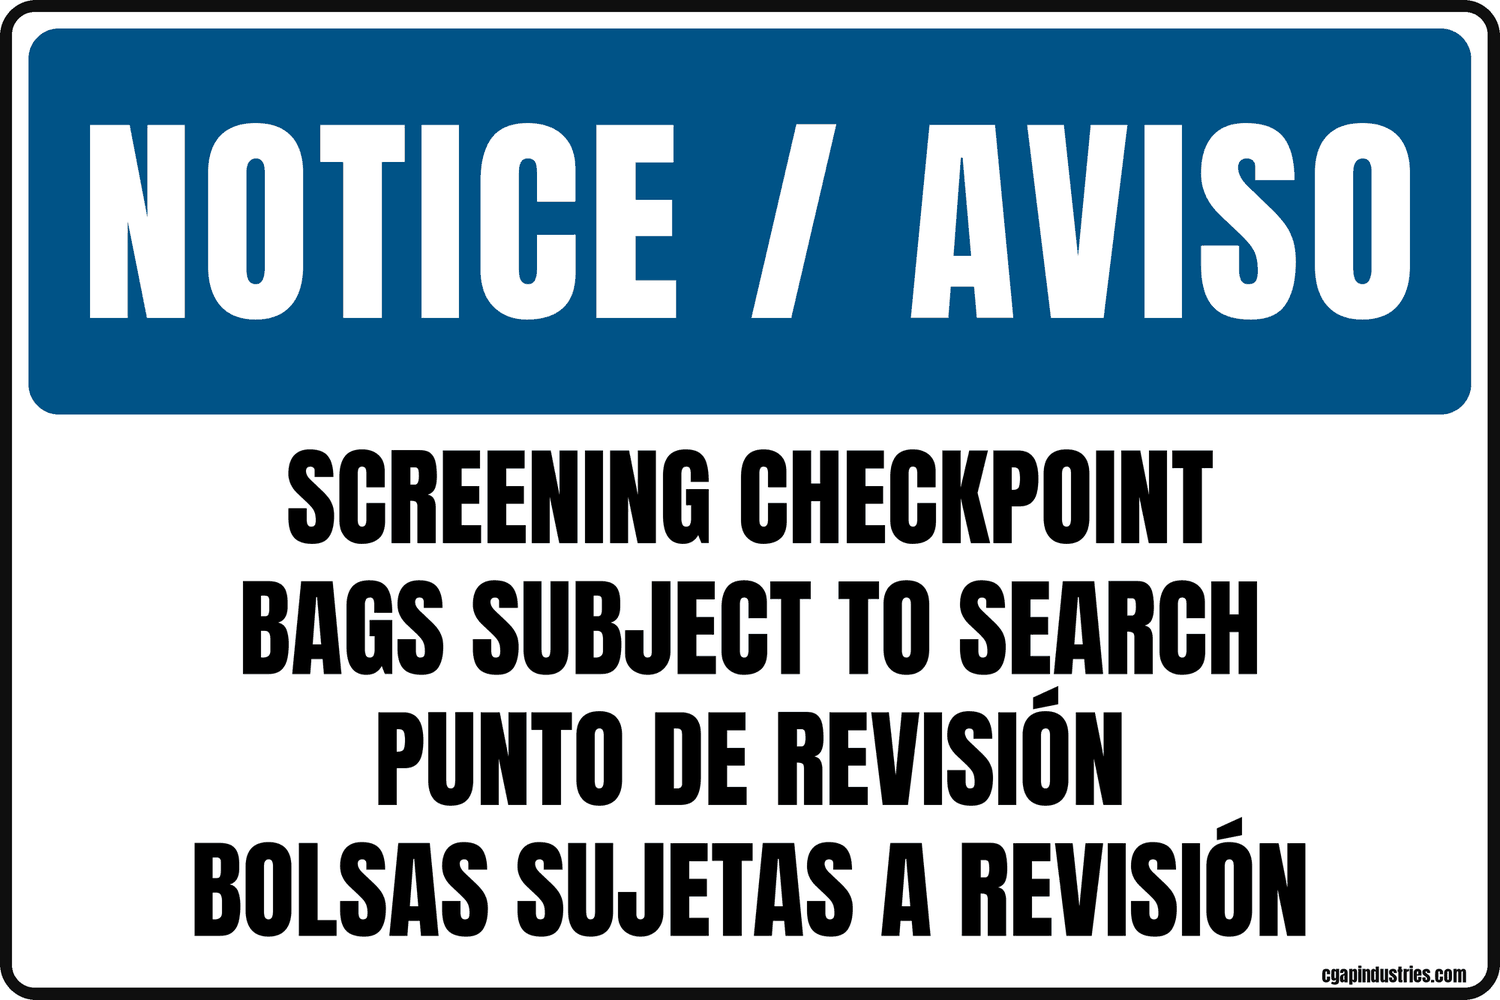 NOTICE / AVISO
SCREENING CHECKPOINT
BAGS SUBJECT TO SEARCH
PUNTO DE REVISIÓN
BOLSAS SUJETAS A REVISIÓN
cgapindustries.com